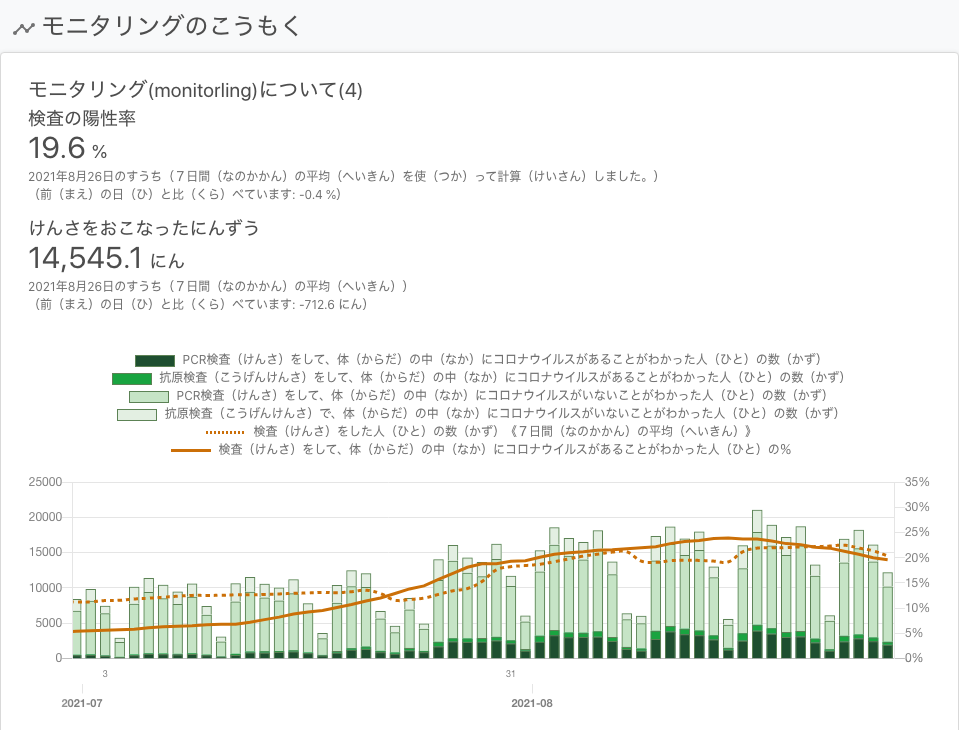 モニタリングのこうもく
モニタリング(monitorling)について(4)
検査の陽性率
19.6 %
2021年8月26日のすうち（７日間（なのかかん）の平均（へいきん）を使（つか）って計算（けいさん）しました。）
（前（まえ）の日（ひ）と比（くら）べています: -0.4 %）
けんさをおこなったにんずう
14,545.1 にん
2021年8月26日のすうち（７日間（なのかかん）の平均（へいきん））
（前（まえ）の日（ひ）と比（くら）べています: -712.6 にん）
PCR検査（けんさ）をして、体（からだ）の中（なか）にコロナウイルスがあることがわかった人（ひと）の数（かず）
抗原検査（こうげんけんさ）をして、体（からだ）の中（なか）にコロナウイルスがあることがわかった人（ひと）の数（かず）
PCR検査（けんさ）をして、体（からだ）の中（なか）にコロナウイルスがいないことがわかった人（ひと）の数（かず）
抗原検査（こうげんけんさ）で、体（からだ）の中（なか）にコロナウイルスがいないことがわかった人（ひと）の数（かず）
検査（けんさ）をした人（ひと）の数（かず）《７日間（なのかかん）の平均（へいきん）》
検査（けんさ）をして、体（からだ）の中（なか）にコロナウイルスがあることがわかった人（ひと）の%
25000
20000
15000
10000
5000
0
35%
30%
25%
20%
15%
10%
5%
0%
3
31
2021-07
2021-08